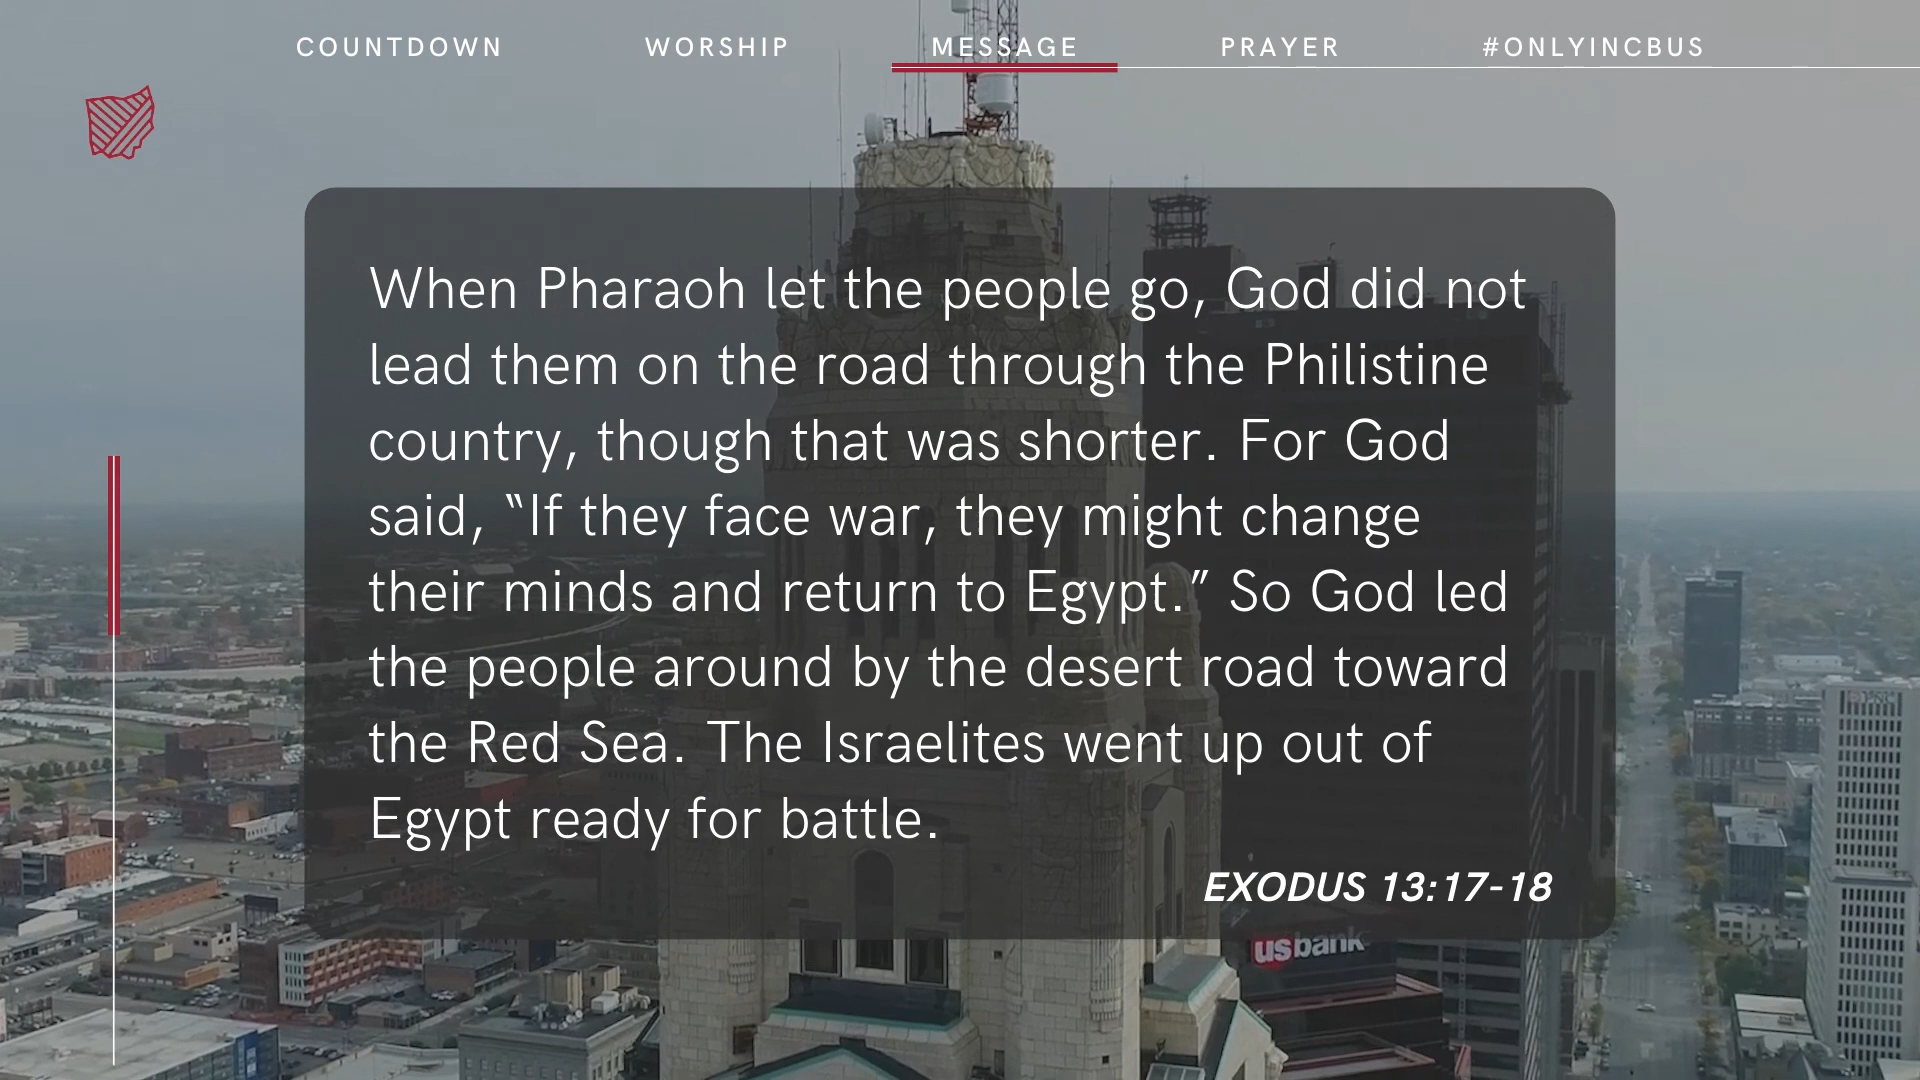 COUNTDOWN WORSHIP MESSAGE PRAYER #ONLYINCBUS
When Pharaoh let the people go, God did not
lead them on the road through the Philistine
country, though that was shorter. For God
said, “If they face war, they might change
their minds and return to Egypt.” So God led
the people around by the desert road toward
the Red Sea. The Israelites went up out of
Egypt ready for battle.
EXODUS 13:17-18
usbank